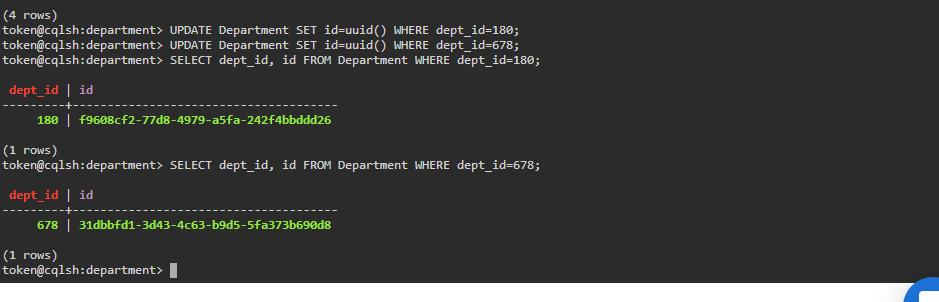 (4 rows)
token@cqlsh:department> UPDATE Department SET id=uuid() WHERE dept_id=180;
token@cqlsh:department> UPDATE Department SET id=uuid() WHERE dept_id=678;
token@cqlsh:department> SELECT dept_id, id FROM Department WHERE dept_id=180;
 dept_id | id
---------+--------------------------------------
     180 | f9608cf2-77d8-4979-a5fa-242f4bbddd26
(1 rows)
token@cqlsh:department> SELECT dept_id, id FROM Department WHERE dept_id=678;
 dept_id | id
---------+--------------------------------------
     678 | 31dbbfd1-3d43-4c63-b9d5-5fa373b690d8
(1 rows)
token@cqlsh:department>